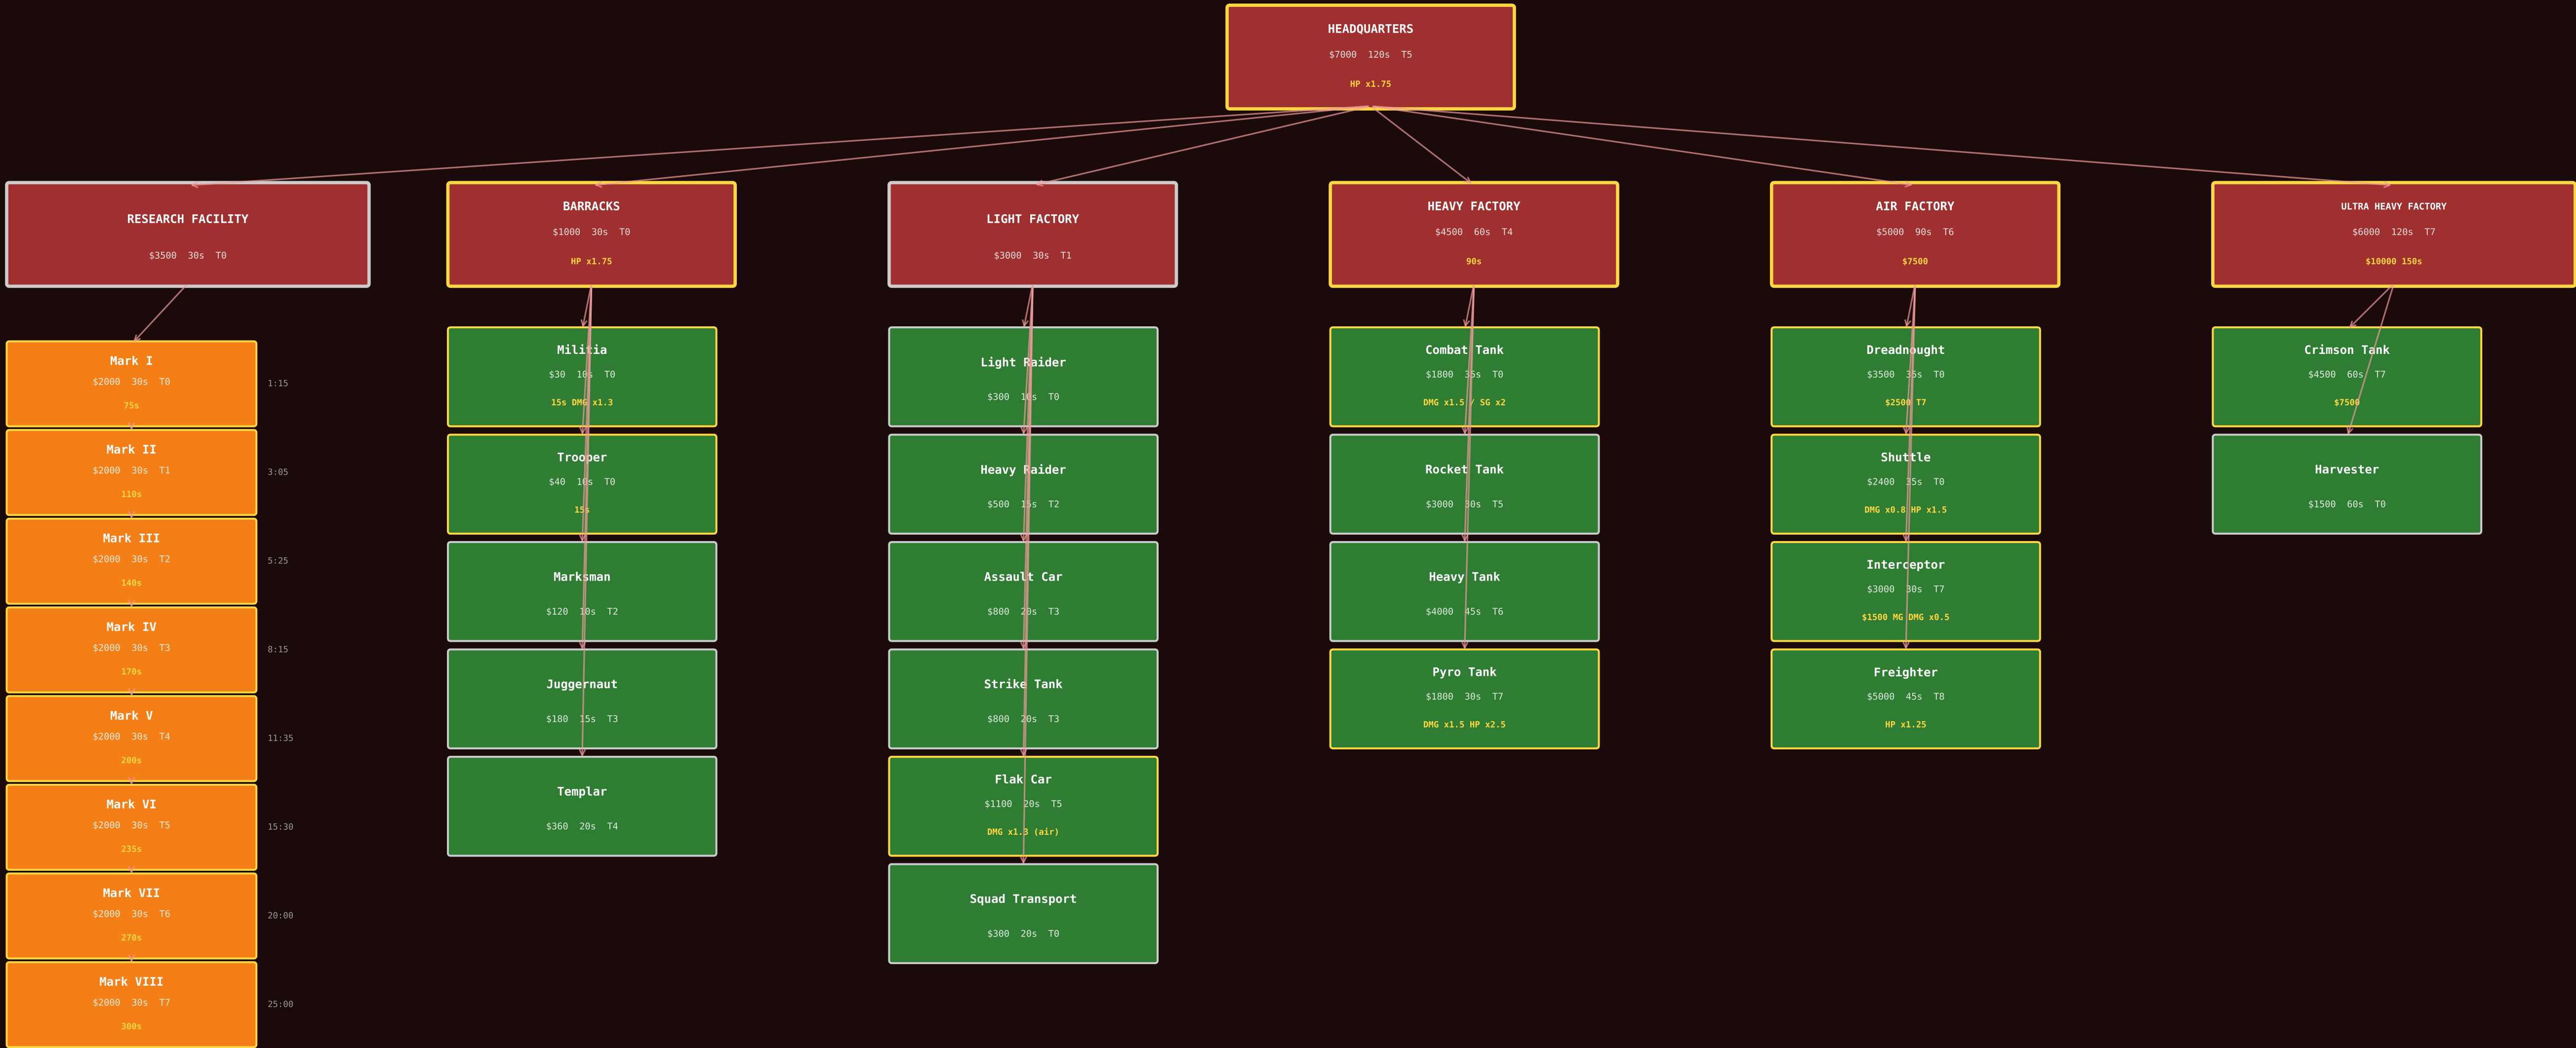 HEADQUARTERS
$7000  120s  T5
HP x1.75
RESEARCH FACILITY
$3500  30s  T0
Mark I
$2000  30s  T0
75s
1:15
Mark II
$2000  30s  T1
110s
3:05
Mark III
$2000  30s  T2
140s
5:25
Mark IV
$2000  30s  T3
170s
8:15
Mark V
$2000  30s  T4
200s
11:35
Mark VI
$2000  30s  T5
235s
15:30
Mark VII
$2000  30s  T6
270s
20:00
Mark VIII
$2000  30s  T7
300s
25:00
BARRACKS
$1000  30s  T0
HP x1.75
Militia
$30  10s  T0
15s DMG x1.3
Trooper
$40  10s  T0
15s
Marksman
$120  10s  T2
Juggernaut
$180  15s  T3
Templar
$360  20s  T4
LIGHT FACTORY
$3000  30s  T1
Light Raider
$300  10s  T0
Heavy Raider
$500  15s  T2
Assault Car
$800  20s  T3
Strike Tank
$800  20s  T3
Flak Car
$1100  20s  T5
DMG x1.3 (air)
Squad Transport
$300  20s  T0
HEAVY FACTORY
$4500  60s  T4
90s
Combat Tank
$1800  35s  T0
DMG x1.5 / SG x2
Rocket Tank
$3000  30s  T5
Heavy Tank
$4000  45s  T6
Pyro Tank
$1800  30s  T7
DMG x1.5 HP x2.5
AIR FACTORY
$5000  90s  T6
$7500
Dreadnought
$3500  35s  T0
$2500 T7
Shuttle
$2400  35s  T0
DMG x0.8 HP x1.5
Interceptor
$3000  30s  T7
$1500 MG DMG x0.5
Freighter
$5000  45s  T8
HP x1.25
ULTRA HEAVY FACTORY
$6000  120s  T7
$10000 150s
Crimson Tank
$4500  60s  T7
$7500
Harvester
$1500  60s  T0